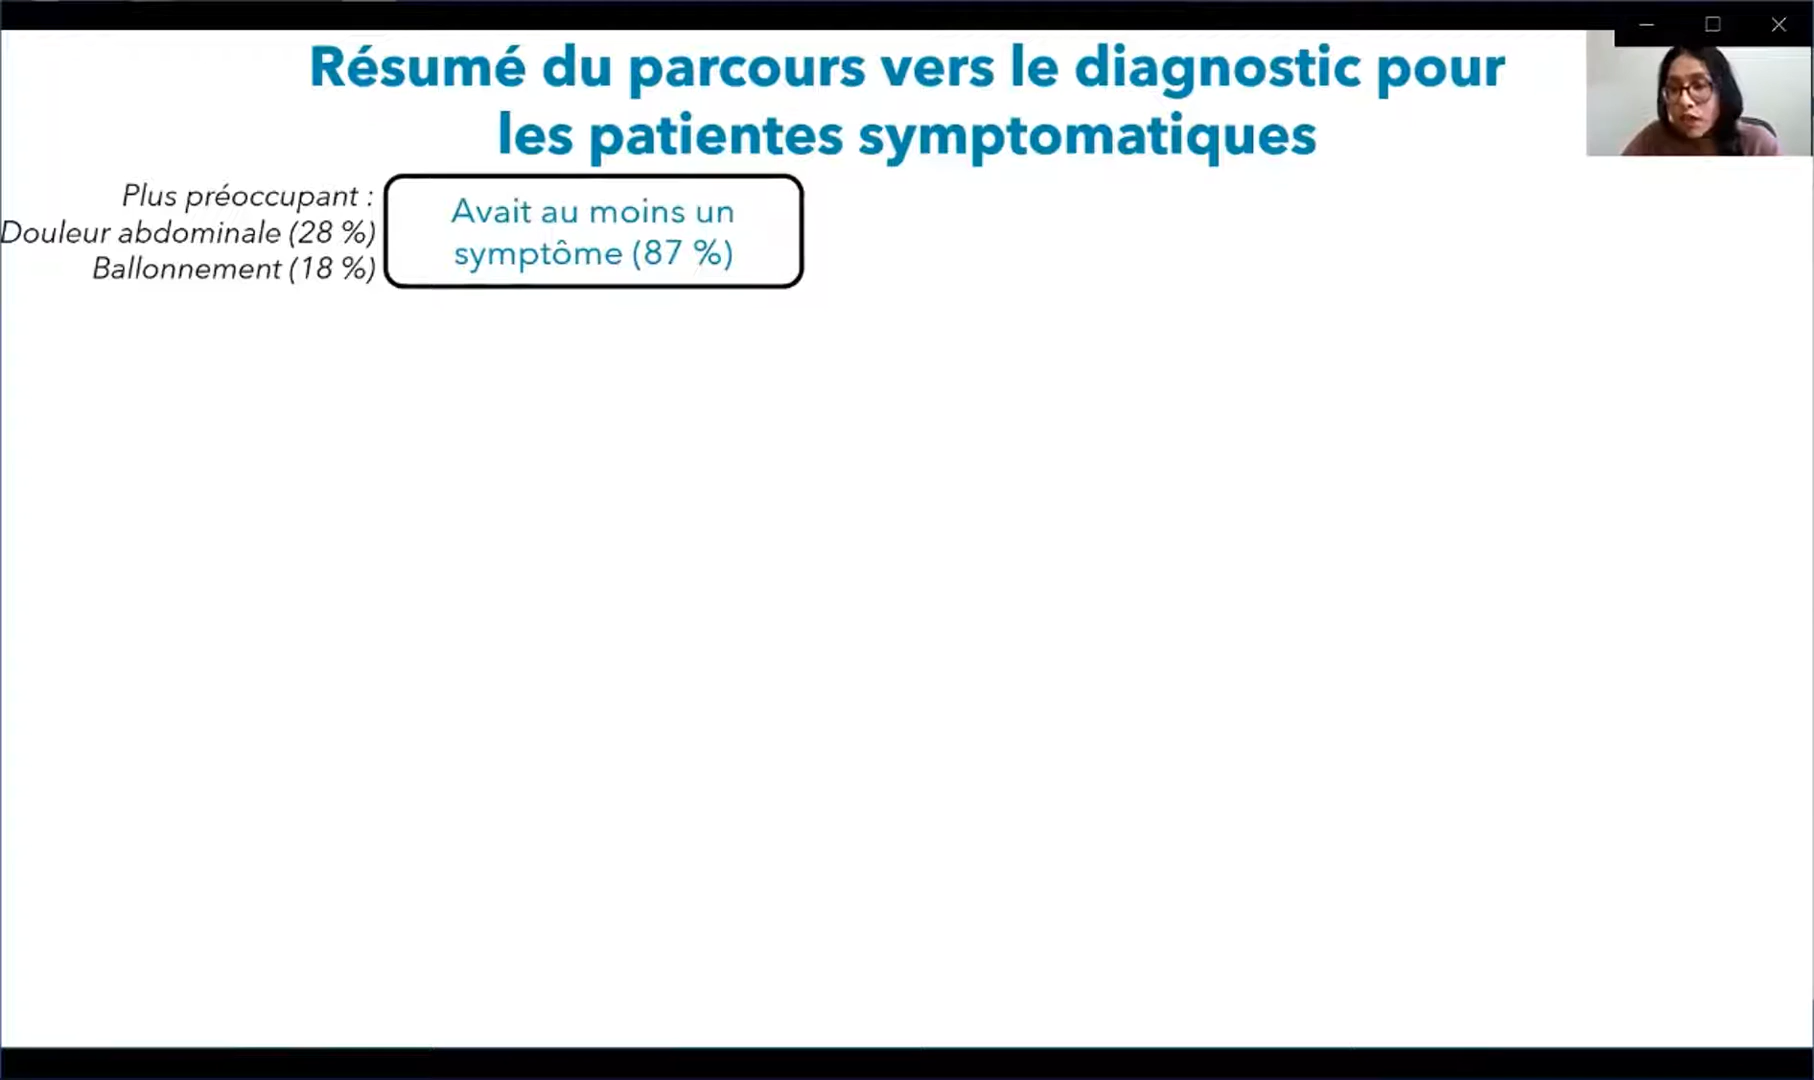 Résumé du parcours vers le diagnostic pour
les patientes symptomatiques
Plus préoccupant :
Douleur abdominale (28 %)
Ballonnement (18 %)
Avait au moins un
symptôme (87 %)